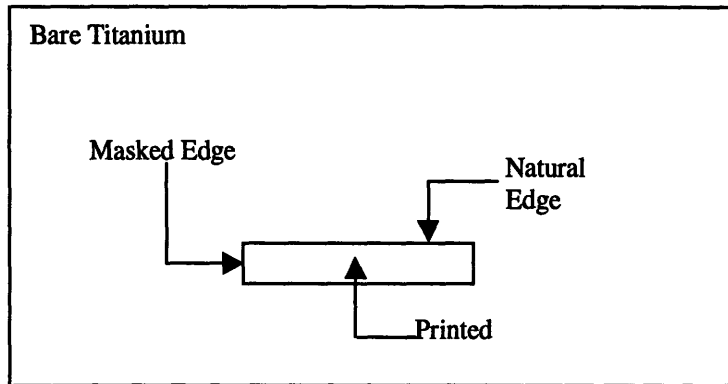 Bare Titanium
Masked Edge
Natural
Edge
Printed